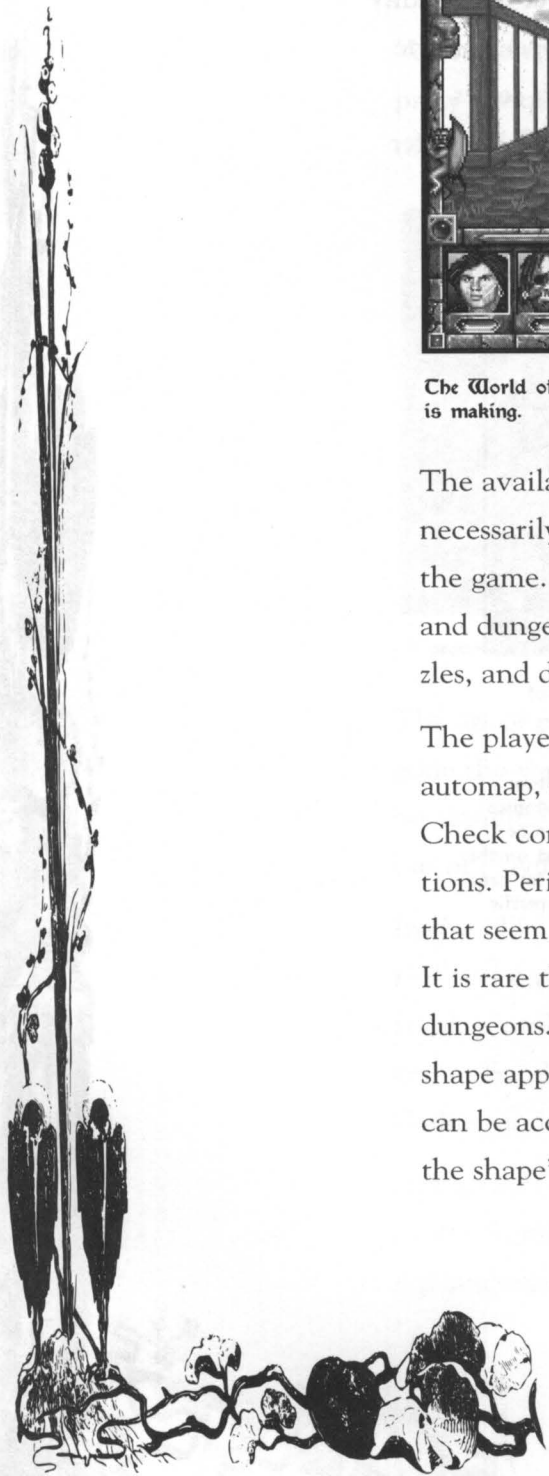 The World of
is making.
The availa
necessarily
the game.
and dunge
zles, and d
The playe
automap,
Check con
tions. Peri
that seem
It is rare t
dungeons.
shape app
can be acc
the shape'